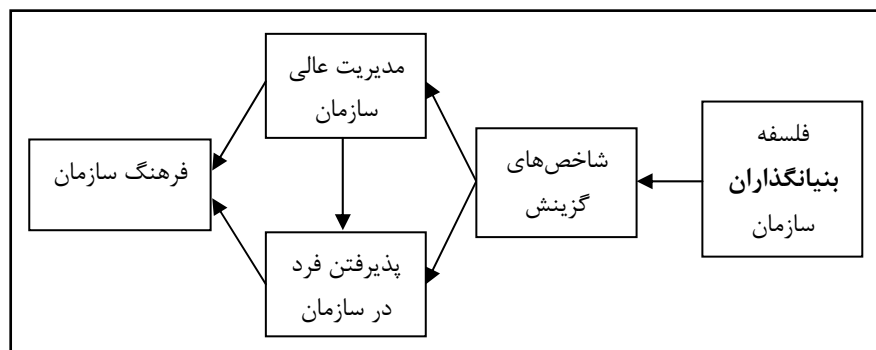 فلسفه
بنیانگذاران
سازمان
شاخص‌های
گزینش
مدیریت عالی
سازمان
پذیرفتن فرد
در سازمان
فرهنگ سازمان